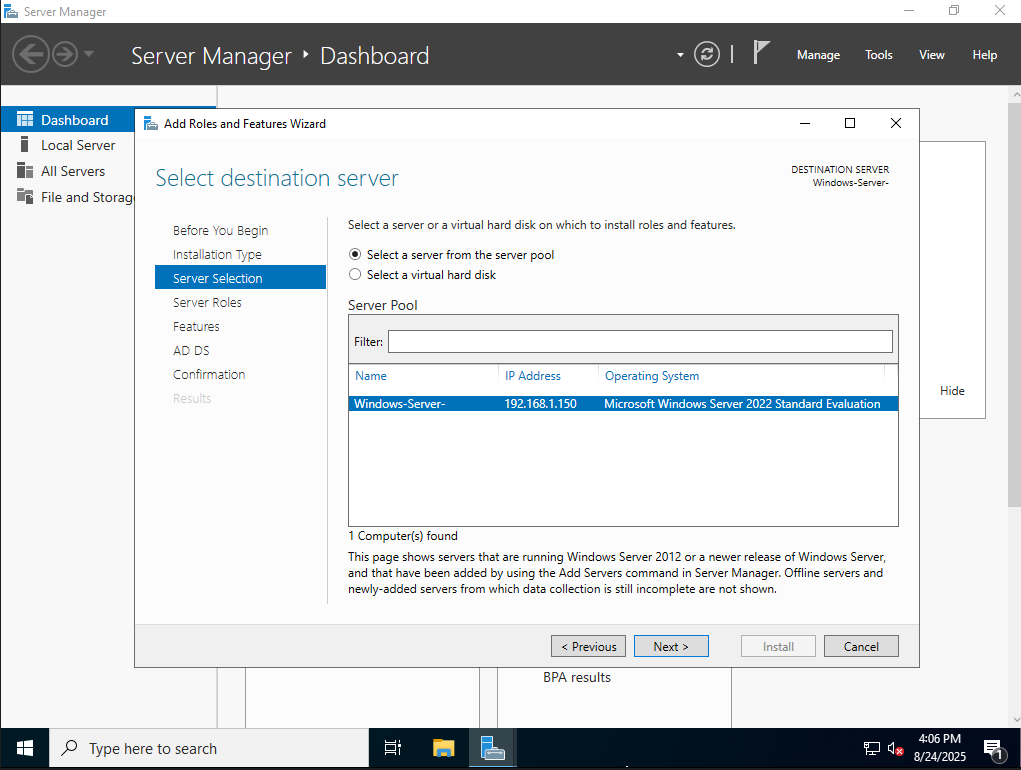 Server Manager
Server Manager ‣ Dashboard
Manage Tools View Help
Dashboard
Local Server
All Servers
File and Storag
Add Roles and Features Wizard
Select destination server
DESTINATION SERVER
Windows-Server-
Before You Begin
Installation Type
Server Selection
Server Roles
Features
AD DS
Confirmation
Results
Select a server or a virtual hard disk on which to install roles and features.
Select a server from the server pool
Select a virtual hard disk
Server Pool
Filter:
Name IP Address Operating System
Windows-Server- 192.168.1.150 Microsoft Windows Server 2022 Standard Evaluation
1 Computer(s) found
This page shows servers that are running Windows Server 2012 or a newer release of Windows Server,
and that have been added by using the Add Servers command in Server Manager. Offline servers and
newly-added servers from which data collection is still incomplete are not shown.
< Previous Next > Install Cancel
Hide
BPA results
Type here to search
4:06 PM
8/24/2025
1